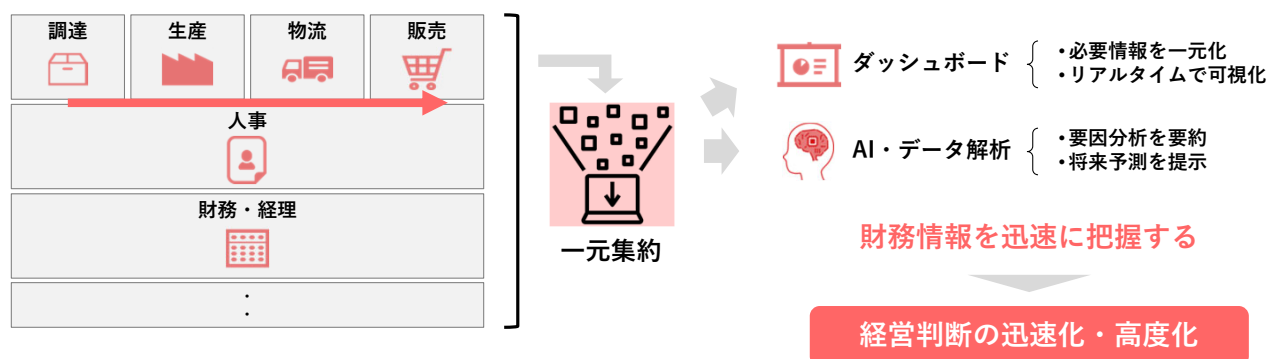 調達
生産
物流
販売
人事
財務・経理
:
一元集約
ダッシュボード
・必要情報を一元化
・リアルタイムで可視化
AI・データ解析
・要因分析を要約
・将来予測を提示
財務情報を迅速に把握する
経営判断の迅速化・高度化